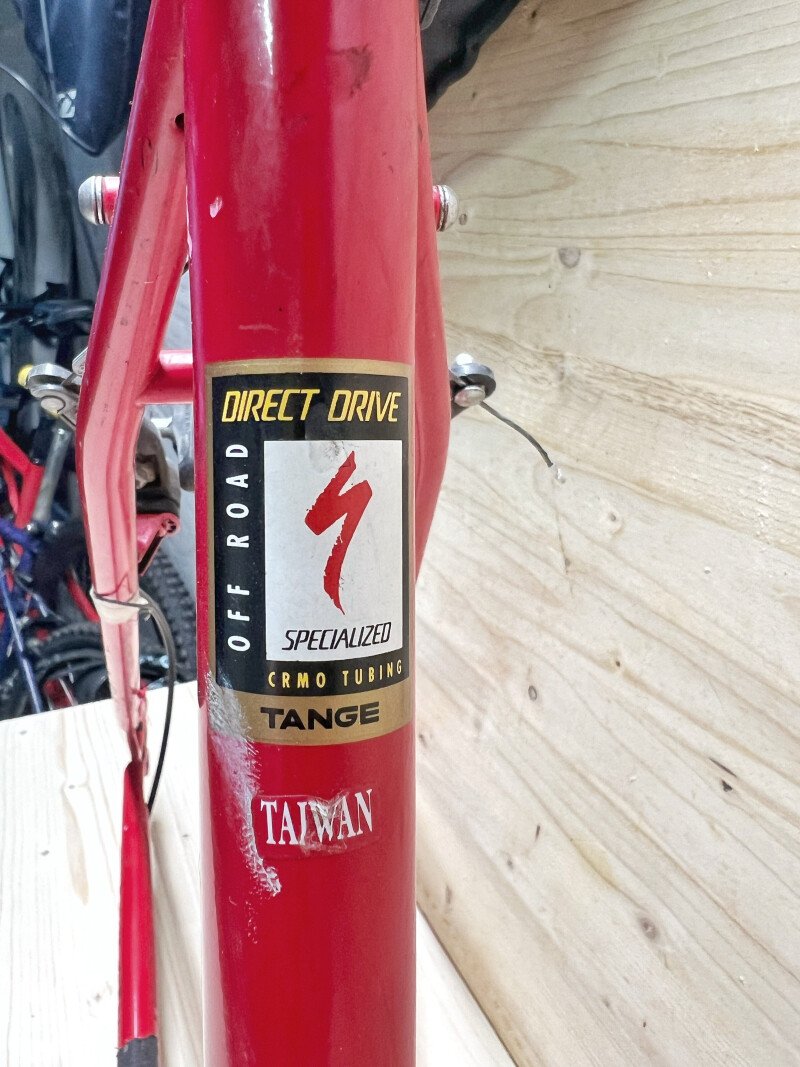 DIRECT DRIVE
OFF ROAD
SPECIALIZED
CRMO TUBING
TANGE
TAIWAN